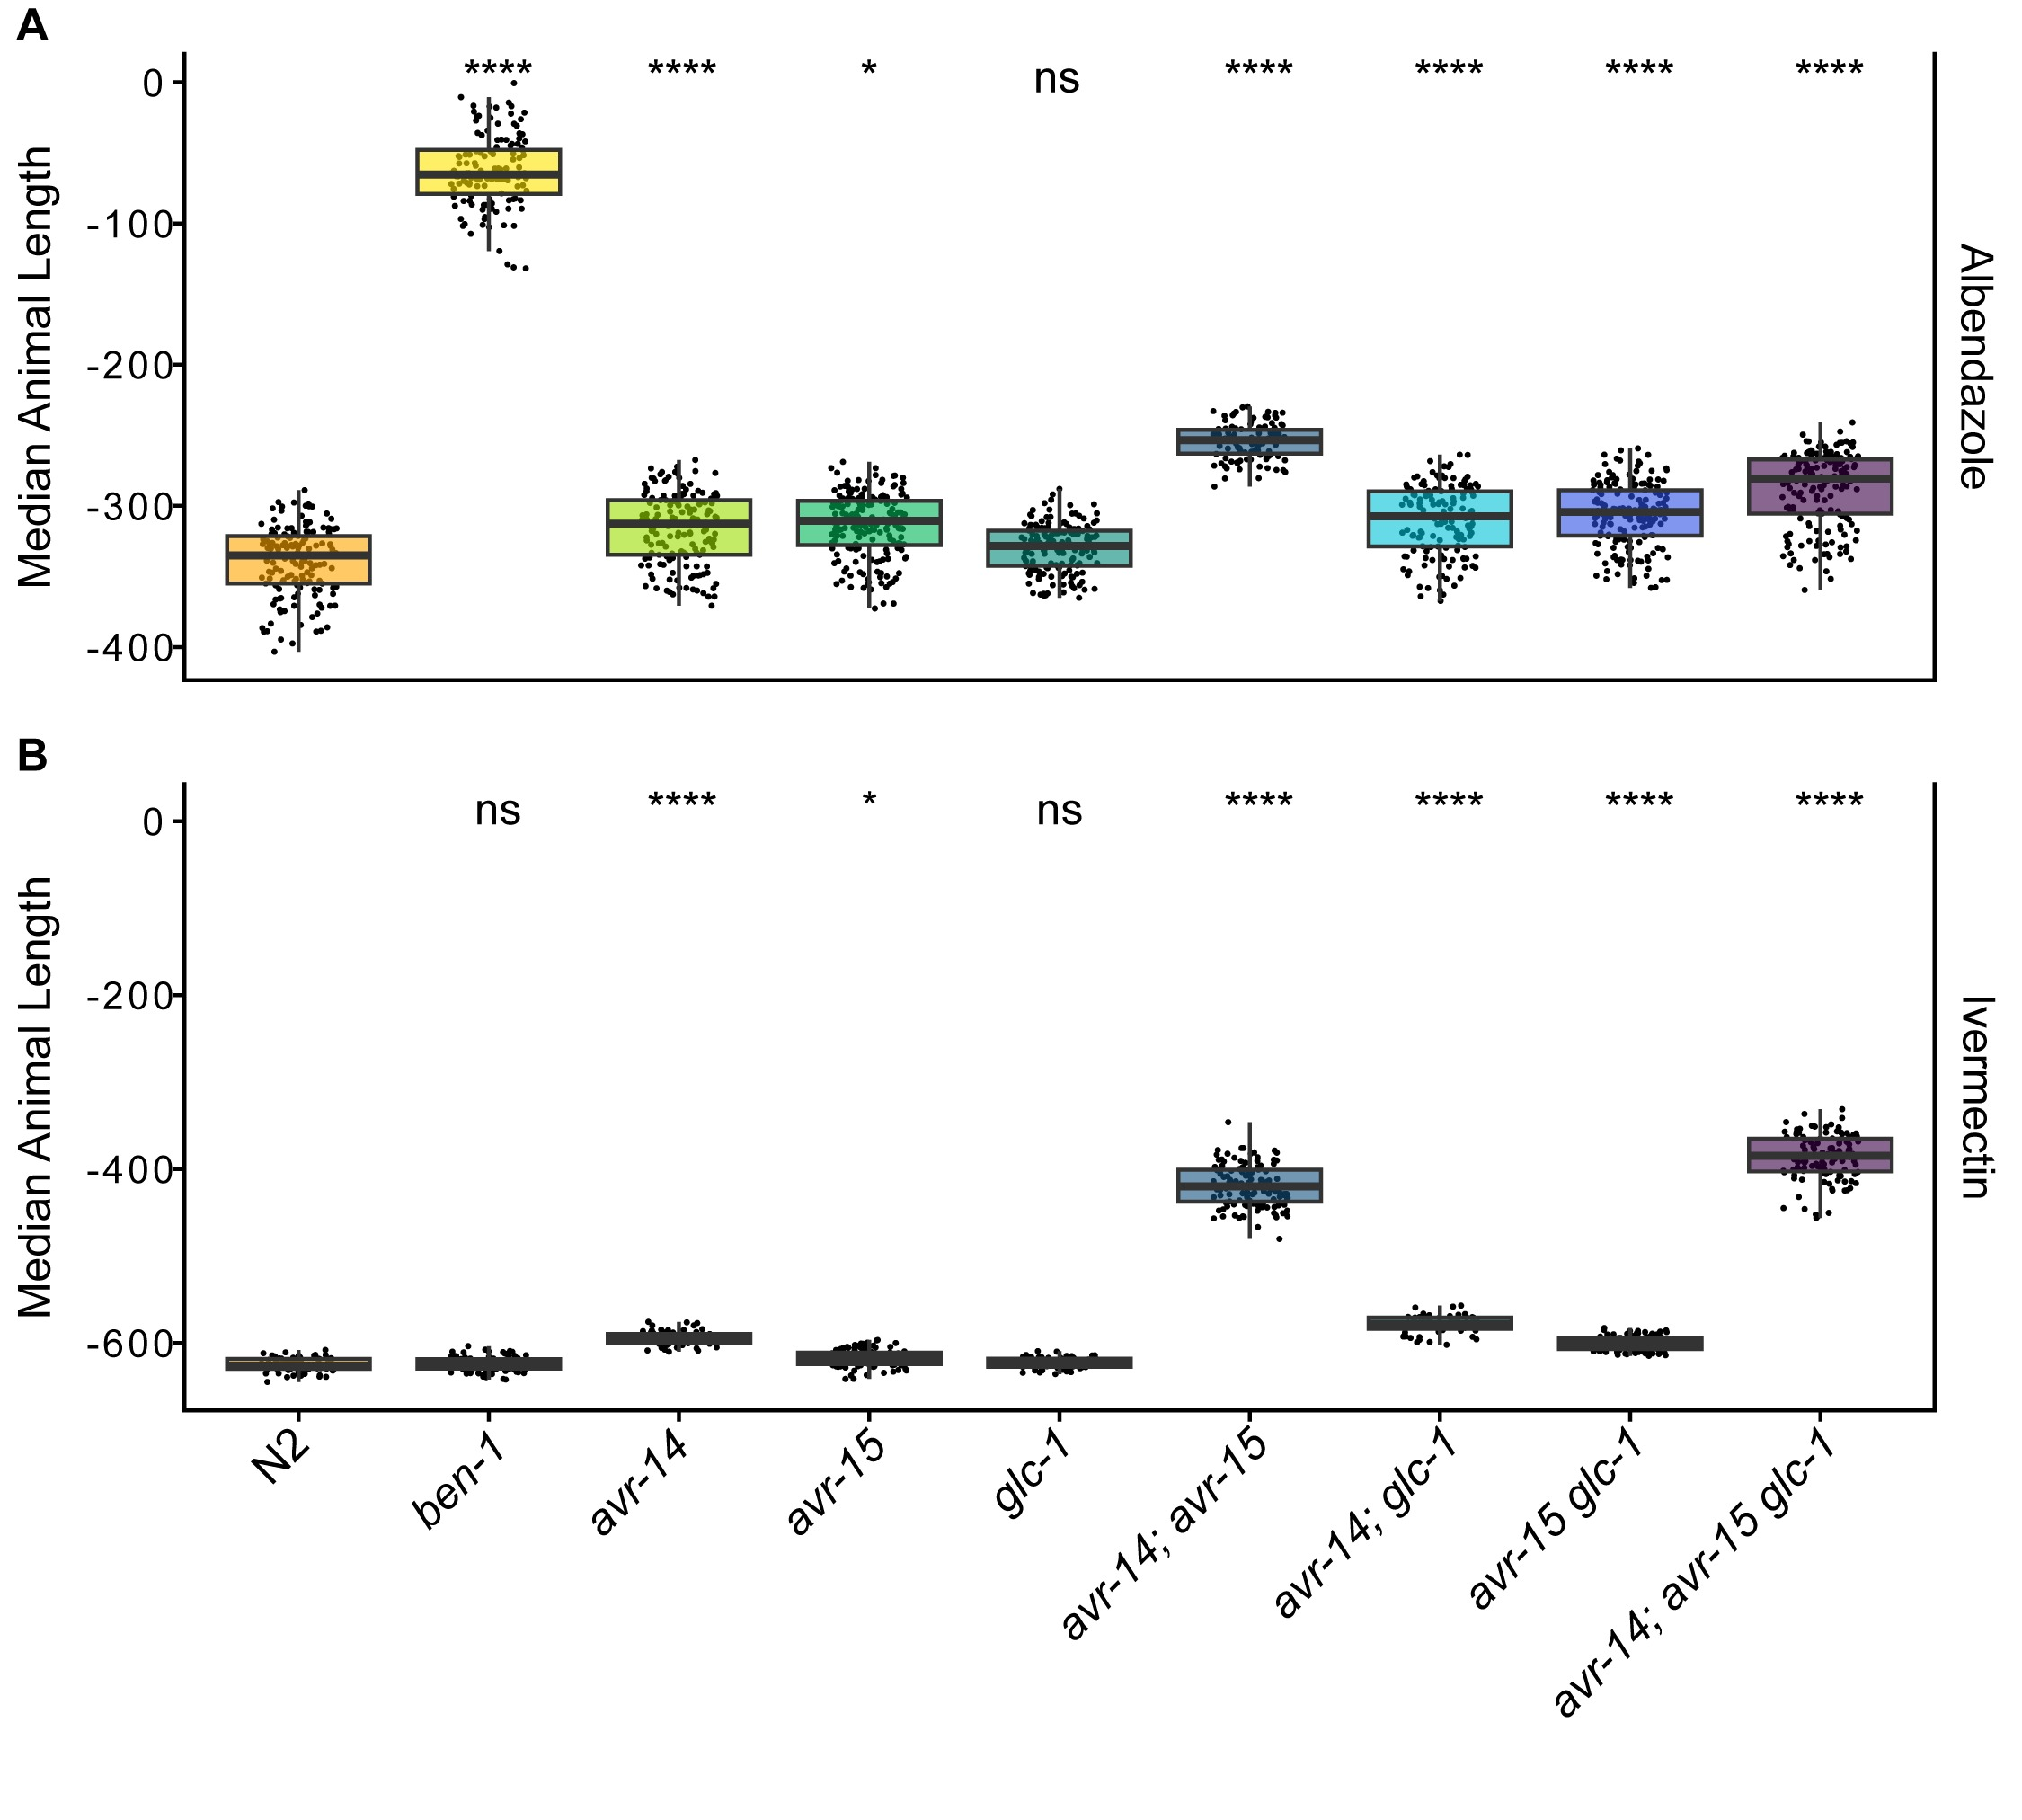 A
**** **** * ns **** **** **** ****
Median Animal Length
0
-100
-200
-300
-400
Albendazole
B
ns **** * ns **** **** **** ****
Median Animal Length
0
-200
-400
-600
Ivermectin
N2
ben-1
avr-14
avr-15
glc-1
avr-14; avr-15
avr-14; glc-1
avr-15 glc-1
avr-14; avr-15 glc-1